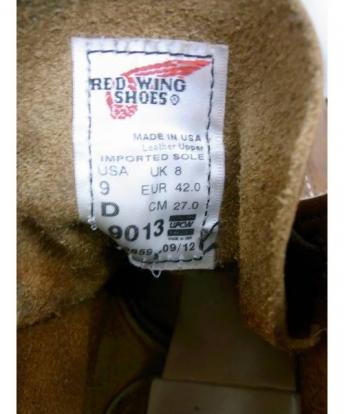 RED WING
SHOES®
MADE IN USA
Leather Upper
IMPORTED SOLE
USA UK 8
9 EUR 42.0
D CM 27.0
9013 UPCW
09/12